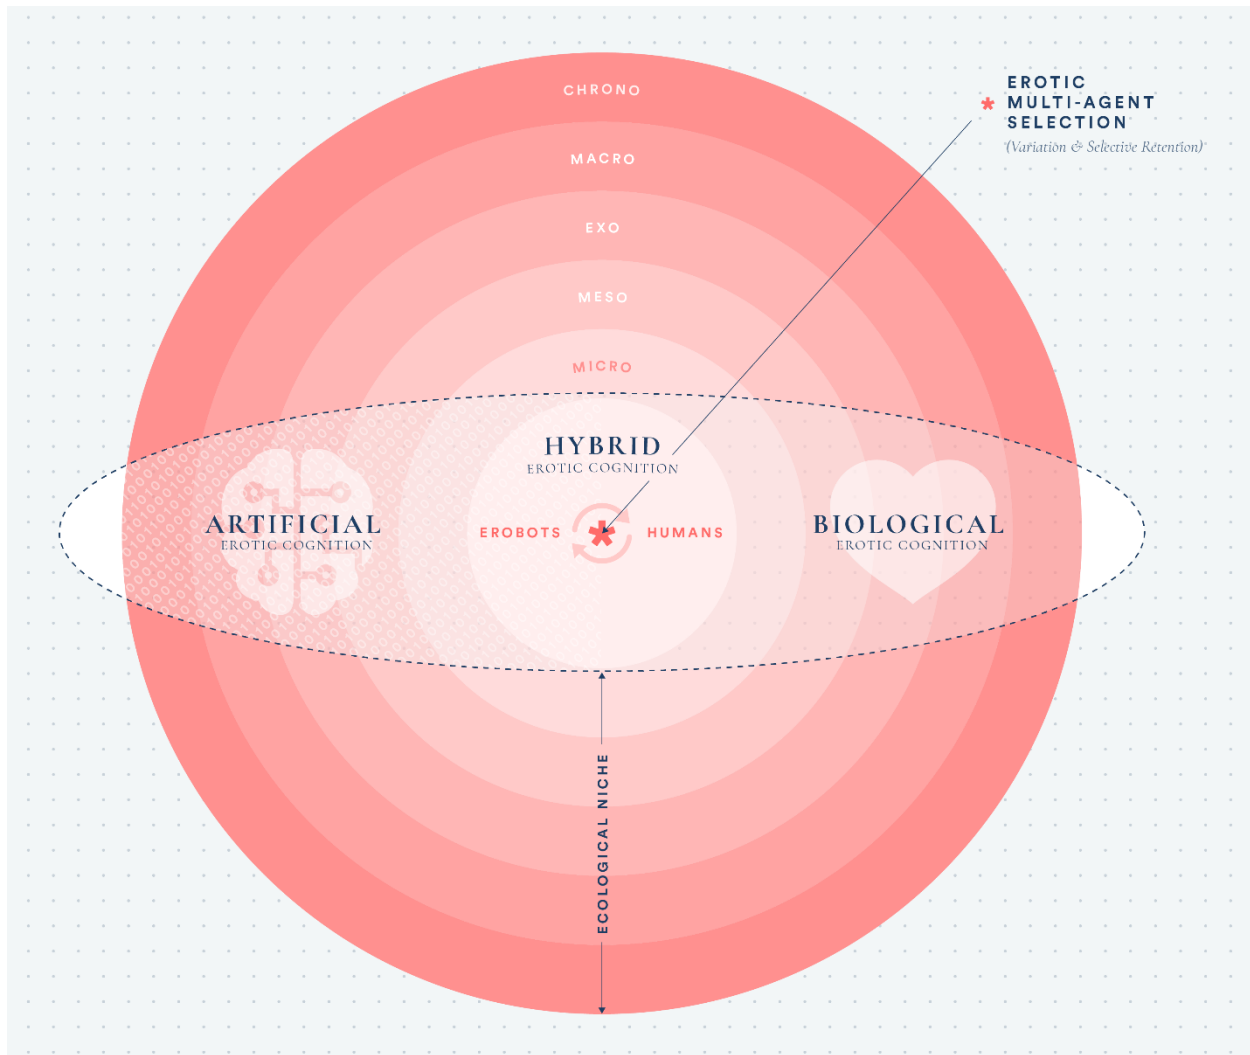 CHRONO
MACRO
EXO
MESO
MICRO
* EROTIC
MULTI-AGENT
SELECTION
(Variation & Selective Retention)
HYBRID
EROTIC COGNITION
ARTIFICIAL
EROTIC COGNITION
EROBOTS * HUMANS
BIOLOGICAL
EROTIC COGNITION
ECOLOGICAL NICHE